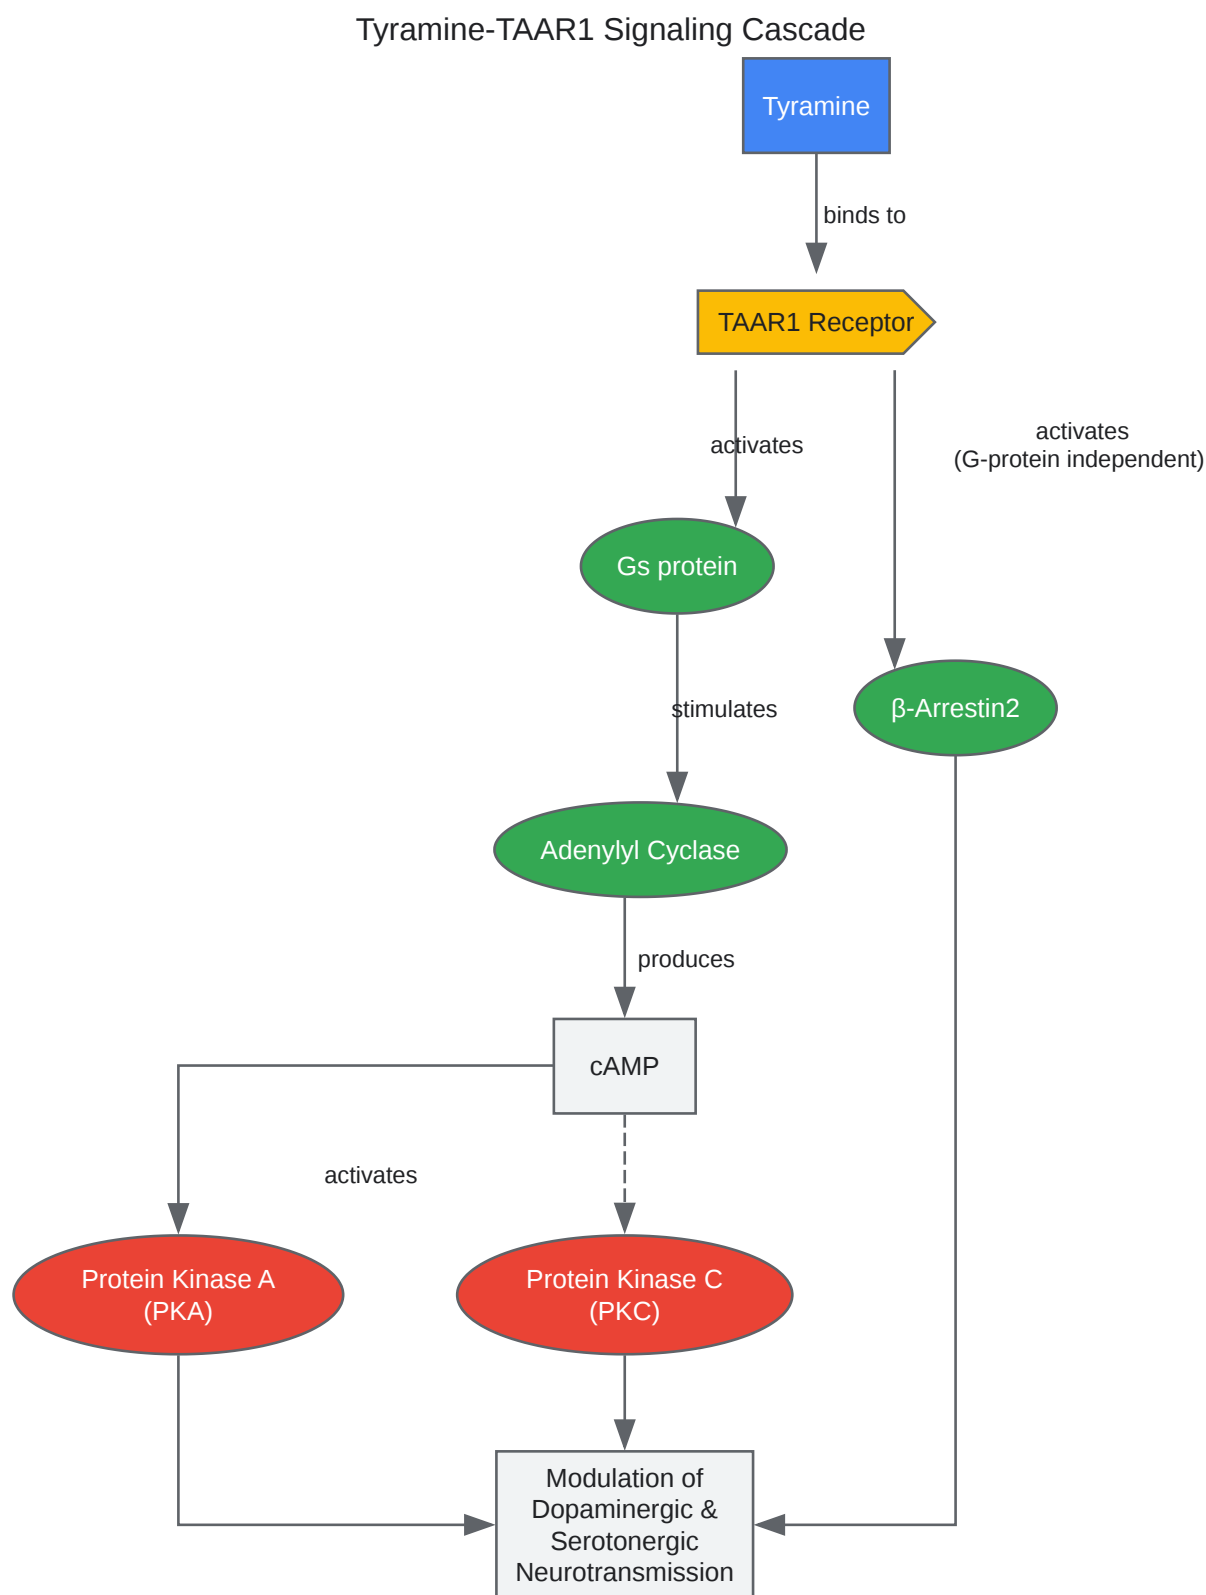 Tyramine-TAAR1 Signaling Cascade
Tyramine
binds to
TAAR1 Receptor
activates
activates
(G-protein independent)
Gs protein
stimulates
β-Arrestin2
Adenylyl Cyclase
produces
cAMP
activates
Protein Kinase A
(PKA)
Protein Kinase C
(PKC)
Modulation of
Dopaminergic &
Serotonergic
Neurotransmission